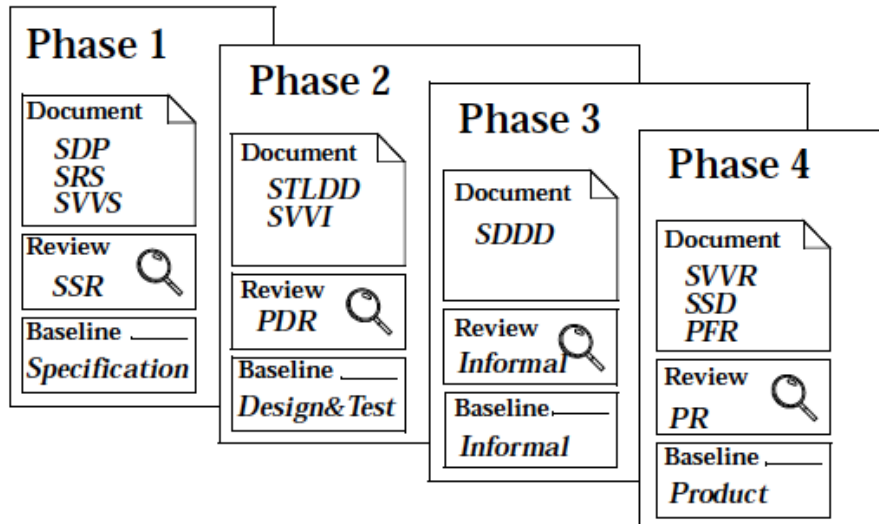 Phase 1
Document
SDP
SRS
SVVS
Review
SSR
Baseline
Specification
Phase 2
Document
STLDD
SVVI
Review
PDR
Baseline
Design&Test
Phase 3
Document
SDDD
Review
Informal
Baseline
Informal
Phase 4
Document
SVVR
SSD
PFR
Review
PR
Baseline
Product